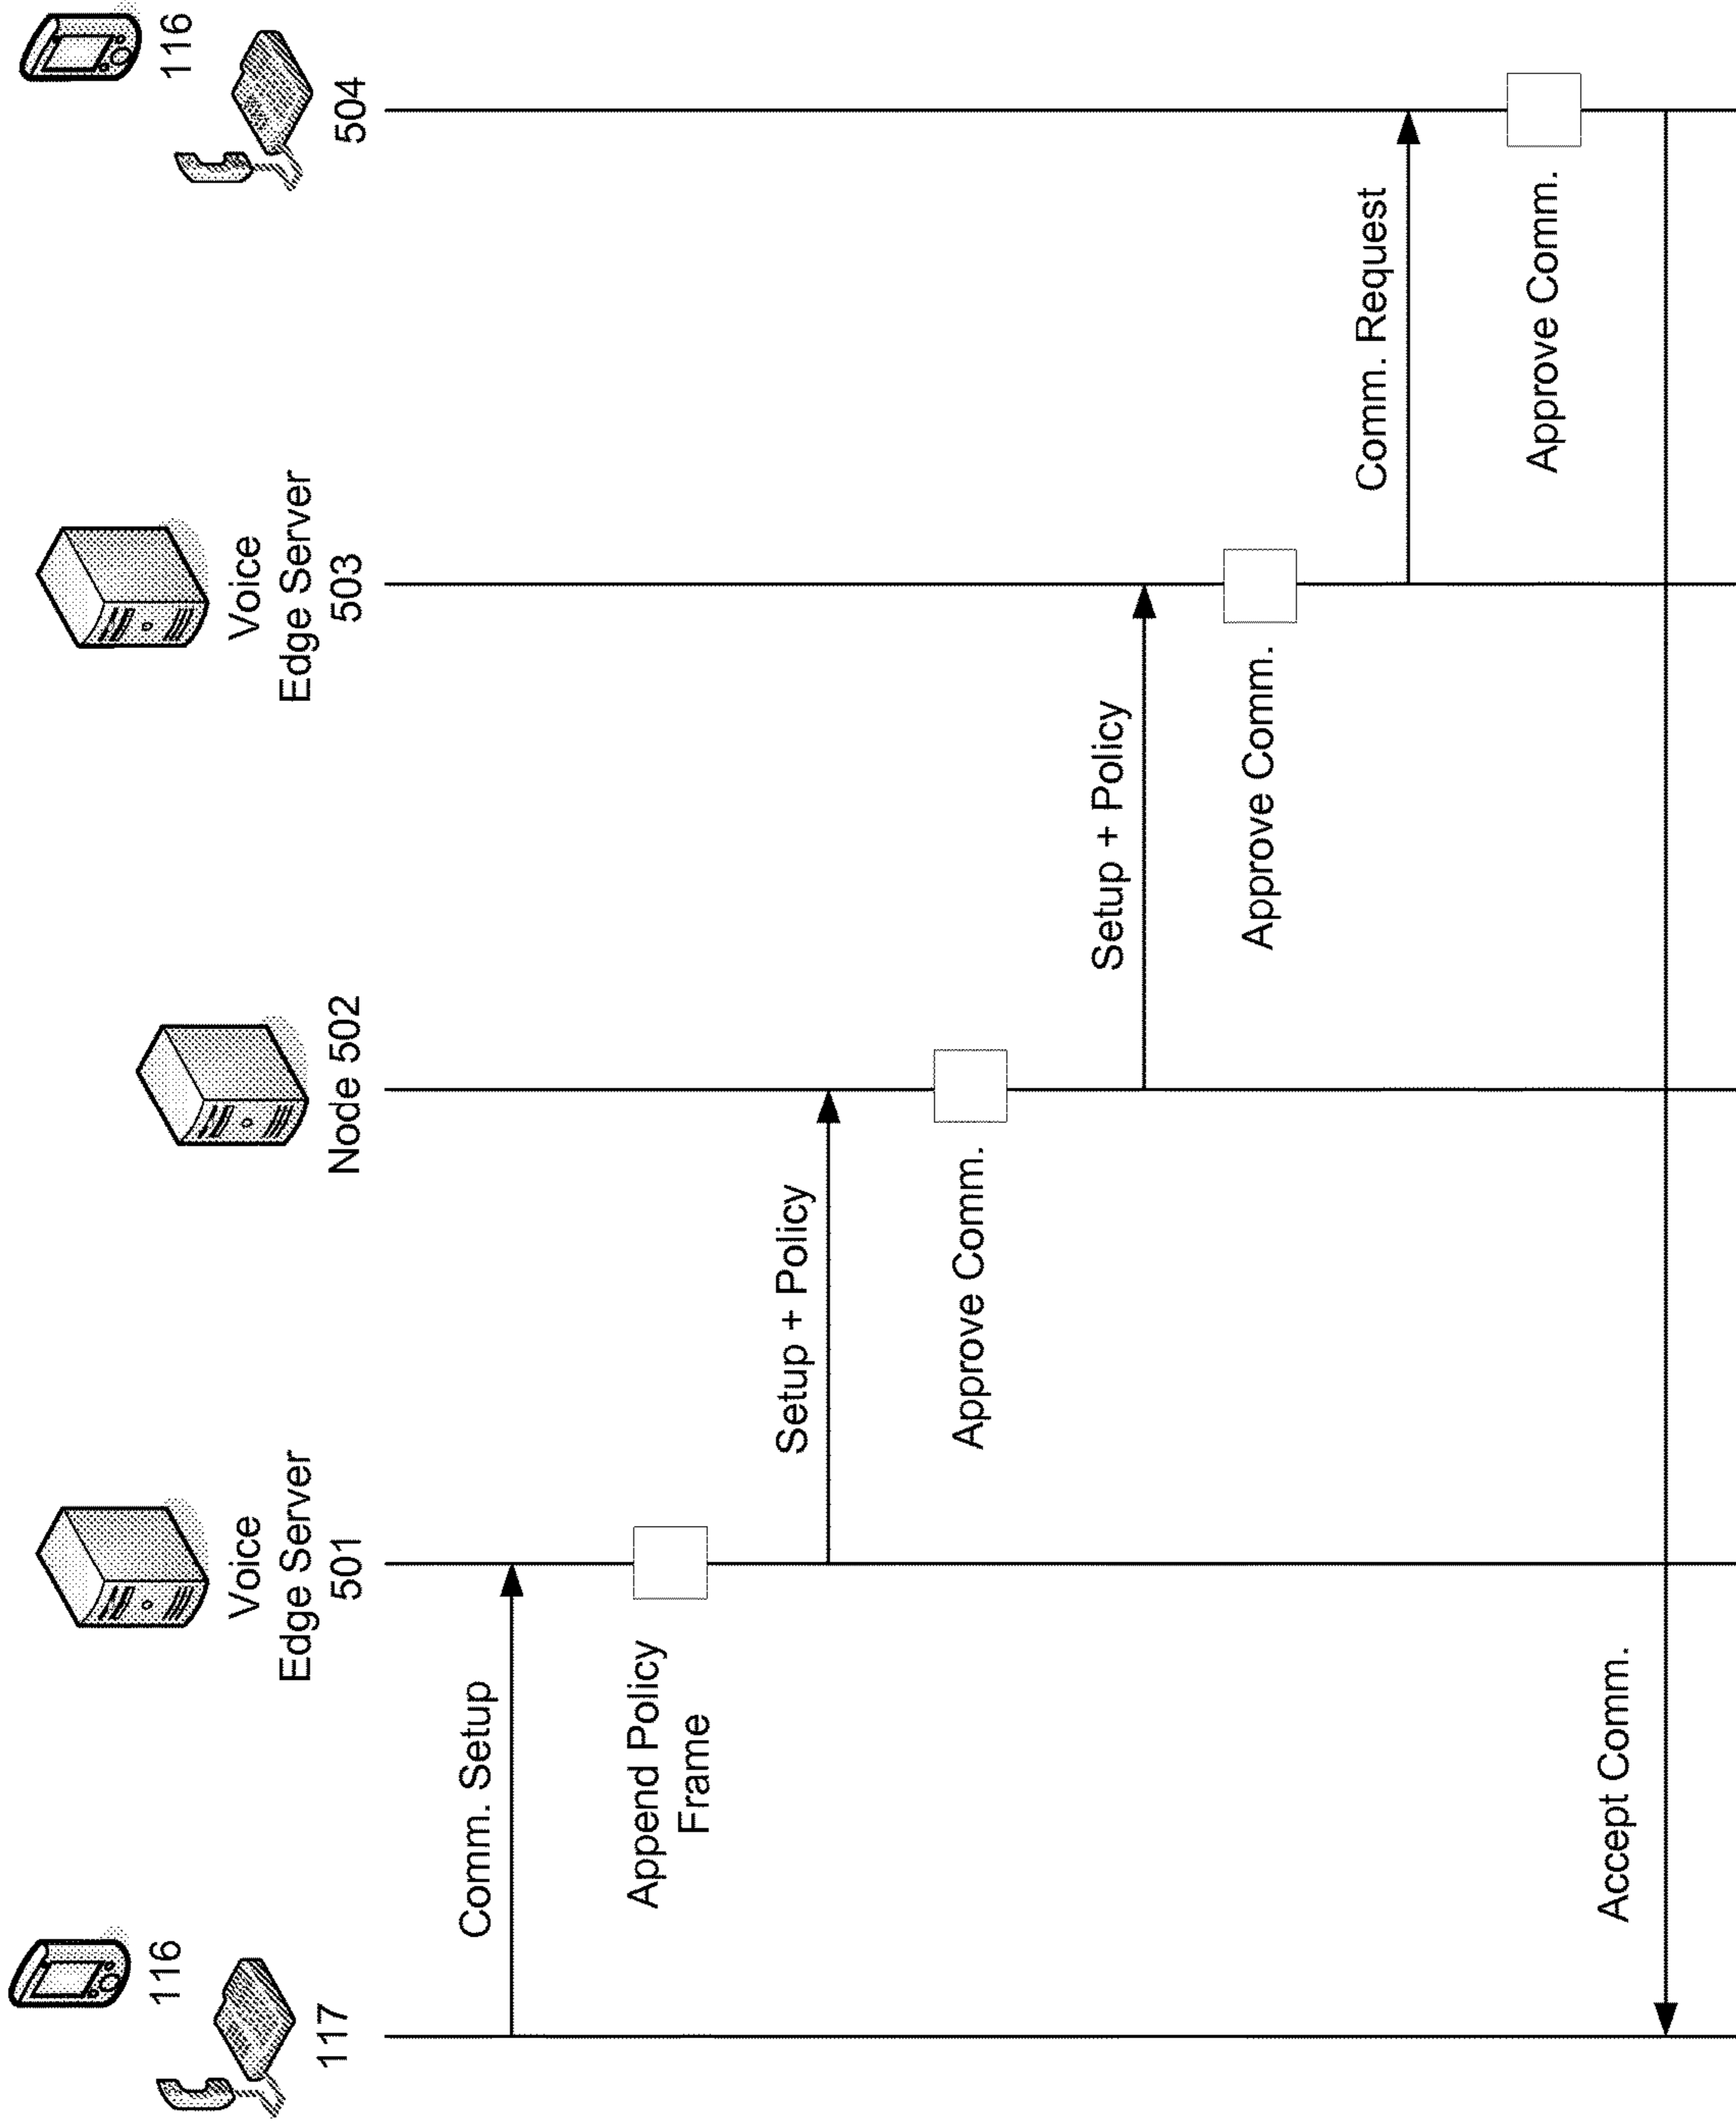 116
117
Voice
Edge Server
501
Node 502
Voice
Edge Server
503
116
504
Comm. Setup
Append Policy
Frame
Setup + Policy
Approve Comm.
Setup + Policy
Approve Comm.
Comm. Request
Approve Comm.
Accept Comm.